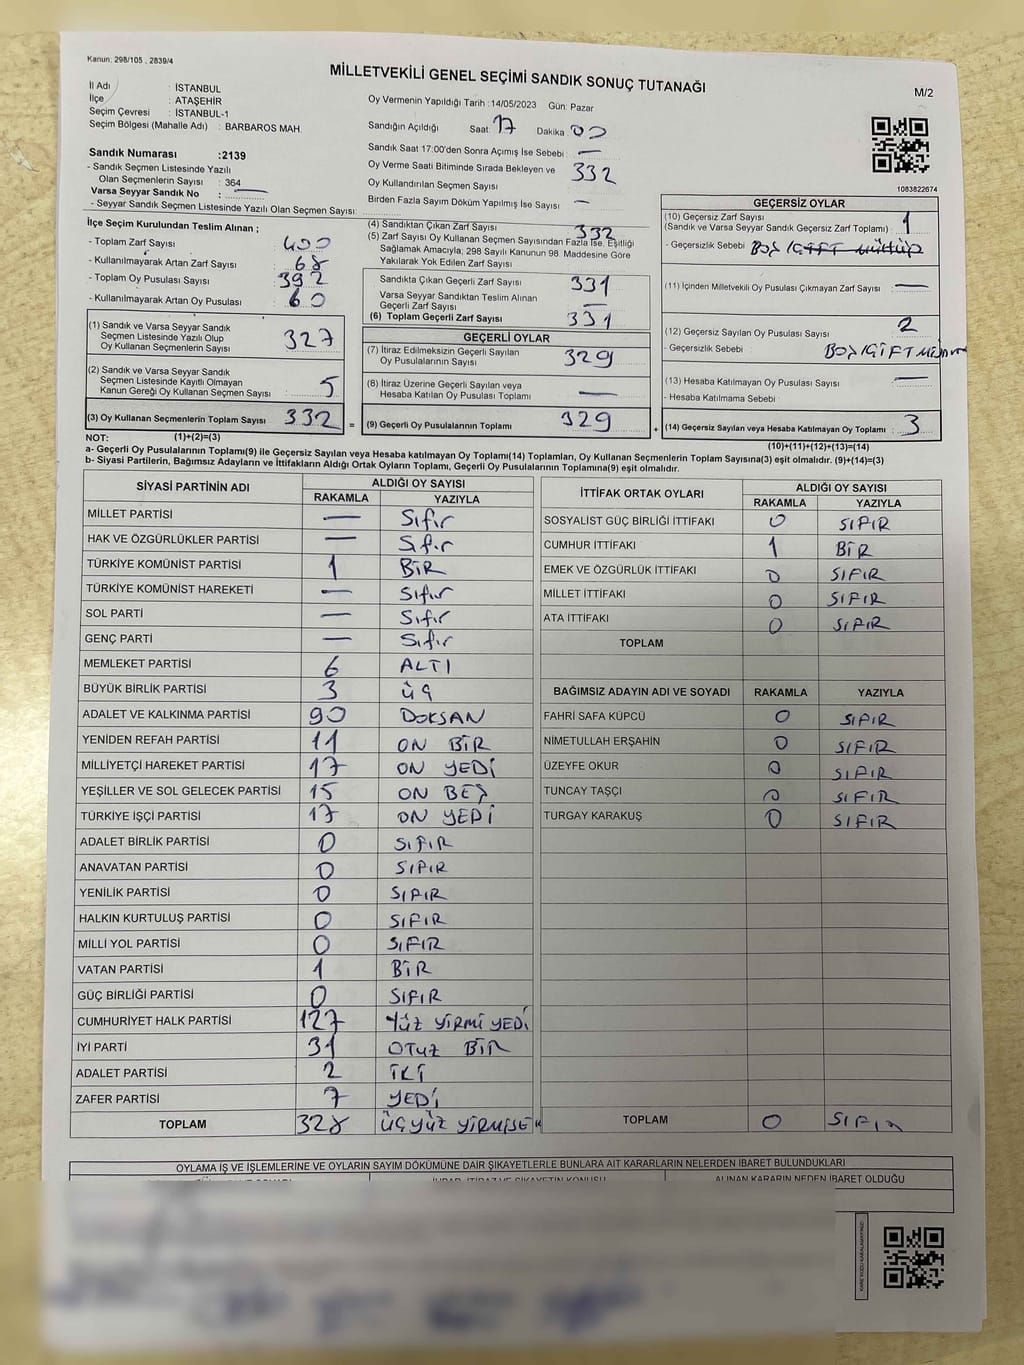 Kanun: 298/105 , 2839/4
MİLLETVEKİLİ GENEL SEÇİMİ SANDIK SONUÇ TUTANAĞI
M/2
İl Adı : İSTANBUL
İlçe : ATAŞEHİR
Seçim Çevresi : İSTANBUL-1
Seçim Bölgesi (Mahalle Adı) : BARBAROS MAH.
Sandık Numarası :2139
- Sandık Seçmen Listesinde Yazılı
Olan Seçmenlerin Sayısı : 364
Varsa Seyyar Sandık No : —
- Seyyar Sandık Seçmen Listesinde Yazılı Olan Seçmen Sayısı:
Oy Vermenin Yapıldığı Tarih : 14/05/2023 Gün: Pazar
Sandığın Açıldığı Saat: 17 Dakika: 00
Sandık Saat 17:00'den Sonra Açımış İse Sebebi : —
Oy Verme Saati Bitiminde Sırada Bekleyen ve
Oy Kullandırılan Seçmen Sayısı : 332
Birden Fazla Sayım Döküm Yapılmış İse Sayısı : —
1083822674
İlçe Seçim Kurulundan Teslim Alınan ;
- Toplam Zarf Sayısı : 400
- Kullanılmayarak Artan Zarf Sayısı : 68
- Toplam Oy Pusulası Sayısı : 392
- Kullanılmayarak Artan Oy Pusulası : 60
(1) Sandık ve Varsa Seyyar Sandık
Seçmen Listesinde Yazılı Olup
Oy Kullanan Seçmenlerin Sayısı 327
(2) Sandık ve Varsa Seyyar Sandık
Seçmen Listesinde Kayıtlı Olmayan
Kanun Gereği Oy Kullanan Seçmen Sayısı 5
(3) Oy Kullanan Seçmenlerin Toplam Sayısı 332 =
(4) Sandıktan Çıkan Zarf Sayısı 332
(5) Zarf Sayısı Oy Kullanan Seçmen Sayısından Fazla İse, Eşitliği
Sağlamak Amacıyla, 298 Sayılı Kanunun 98. Maddesine Göre
Yakılarak Yok Edilen Zarf Sayısı
Sandıkta Çıkan Geçerli Zarf Sayısı 331
Varsa Seyyar Sandıktan Teslim Alınan
Geçerli Zarf Sayısı —
(6) Toplam Geçerli Zarf Sayısı 331
GEÇERLİ OYLAR
(7) İtiraz Edilmeksizin Geçerli Sayılan
Oy Pusulalarının Sayısı 329
(8) İtiraz Üzerine Geçerli Sayılan veya
Hesaba Katılan Oy Pusulası Toplamı —
(9) Geçerli Oy Pusulalarının Toplamı 329 +
GEÇERSİZ OYLAR
(10) Geçersiz Zarf Sayısı : 1
(Sandık ve Varsa Seyyar Sandık Geçersiz Zarf Toplamı) :
- Geçersizlik Sebebi : BOŞ
(11) İçinden Milletvekili Oy Pusulası Çıkmayan Zarf Sayısı : —
(12) Geçersiz Sayılan Oy Pusulası Sayısı : 2
- Geçersizlik Sebebi : BOŞ/ÇİFT
(13) Hesaba Katılmayan Oy Pusulası Sayısı : —
- Hesaba Katılmama Sebebi :
(14) Geçersiz Sayılan veya Hesaba Katılmayan Oy Toplamı : 3
NOT: (1)+(2)=(3) (10)+(11)+(12)+(13)=(14)
a- Geçerli Oy Pusulalarının Toplamı(9) ile Geçersiz Sayılan veya Hesaba katılmayan Oy Toplamı(14) Toplamları, Oy Kullanan Seçmenlerin Toplam Sayısına(3) eşit olmalıdır. (9)+(14)=(3)
b- Siyasi Partilerin, Bağımsız Adayların ve İttifakların Aldığı Ortak Oyların Toplamı, Geçerli Oy Pusulalarının Toplamına(9) eşit olmalıdır.
SİYASİ PARTİNİN ADI ALDIĞI OY SAYISI
RAKAMLA YAZIYLA
MİLLET PARTİSİ — Sıfır
HAK VE ÖZGÜRLÜKLER PARTİSİ — Sıfır
TÜRKİYE KOMÜNİST PARTİSİ 1 BİR
TÜRKİYE KOMÜNİST HAREKETİ — Sıfır
SOL PARTİ — Sıfır
GENÇ PARTİ — Sıfır
MEMLEKET PARTİSİ 6 ALTI
BÜYÜK BİRLİK PARTİSİ 3 ÜÇ
ADALET VE KALKINMA PARTİSİ 90 DOKSAN
YENİDEN REFAH PARTİSİ 11 ON BİR
MİLLİYETÇİ HAREKET PARTİSİ 17 ON YEDİ
YEŞİLLER VE SOL GELECEK PARTİSİ 15 ON BEŞ
TÜRKİYE İŞÇİ PARTİSİ 17 ON YEDİ
ADALET BİRLİK PARTİSİ 0 SIFIR
ANAVATAN PARTİSİ 0 SIFIR
YENİLİK PARTİSİ 0 SIFIR
HALKIN KURTULUŞ PARTİSİ 0 SIFIR
MİLLİ YOL PARTİSİ 0 SIFIR
VATAN PARTİSİ 1 BİR
GÜÇ BİRLİĞİ PARTİSİ 0 SIFIR
CUMHURİYET HALK PARTİSİ 127 YÜZ YİRMİ YEDİ
İYİ PARTİ 31 OTUZ BİR
ADALET PARTİSİ 2 İKİ
ZAFER PARTİSİ 7 YEDİ
TOPLAM 328 ÜÇYÜZ YİRMİSE
İTTİFAK ORTAK OYLARI ALDIĞI OY SAYISI
RAKAMLA YAZIYLA
SOSYALİST GÜÇ BİRLİĞİ İTTİFAKI 0 SIFIR
CUMHUR İTTİFAKI 1 BİR
EMEK VE ÖZGÜRLÜK İTTİFAKI 0 SIFIR
MİLLET İTTİFAKI 0 SIFIR
ATA İTTİFAKI 0 SIFIR
TOPLAM
BAĞIMSIZ ADAYIN ADI VE SOYADI RAKAMLA YAZIYLA
FAHRİ SAFA KÜPCÜ 0 SIFIR
NİMETULLAH ERŞAHİN 0 SIFIR
ÜZEYFE OKUR 0 SIFIR
TUNCAY TAŞÇI 0 SIFIR
TURGAY KARAKUŞ 0 SIFIR
TOPLAM 0 SIFIR
OYLAMA İŞ VE İŞLEMLERİNE VE OYLARIN SAYIM DÖKÜMÜNE DAİR ŞİKAYETLERLE BUNLARA AİT KARARLARIN NELERDEN İBARET BULUNDUKLARI
ALINAN KARARIN NEDEN İBARET OLDUĞU